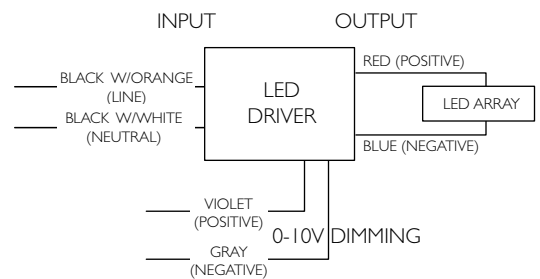 INPUT
OUTPUT
BLACK W/ORANGE
(LINE)
BLACK W/WHITE
(NEUTRAL)
LED
DRIVER
RED (POSITIVE)
LED ARRAY
BLUE (NEGATIVE)
VIOLET
(POSITIVE)
0-10V DIMMING
GRAY
(NEGATIVE)